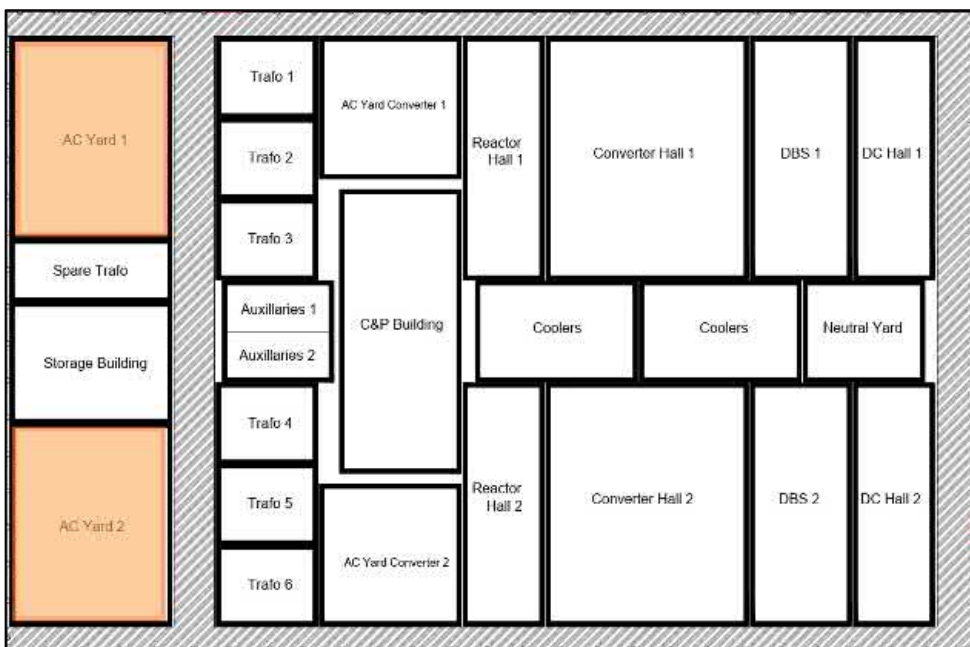 AC Yard 1
Spare Trafo
Storage Building
AC Yard 2
Trafo 1
Trafo 2
Trafo 3
Auxillaries 1
Auxillaries 2
Trafo 4
Trafo 5
Trafo 6
AC Yard Converter 1
C&P Building
AC Yard Converter 2
Reactor
Hall 1
Converter Hall 1
DBS 1
DC Hall 1
Coolers
Coolers
Neutral Yard
Reactor
Hall 2
Converter Hall 2
DBS 2
DC Hall 2